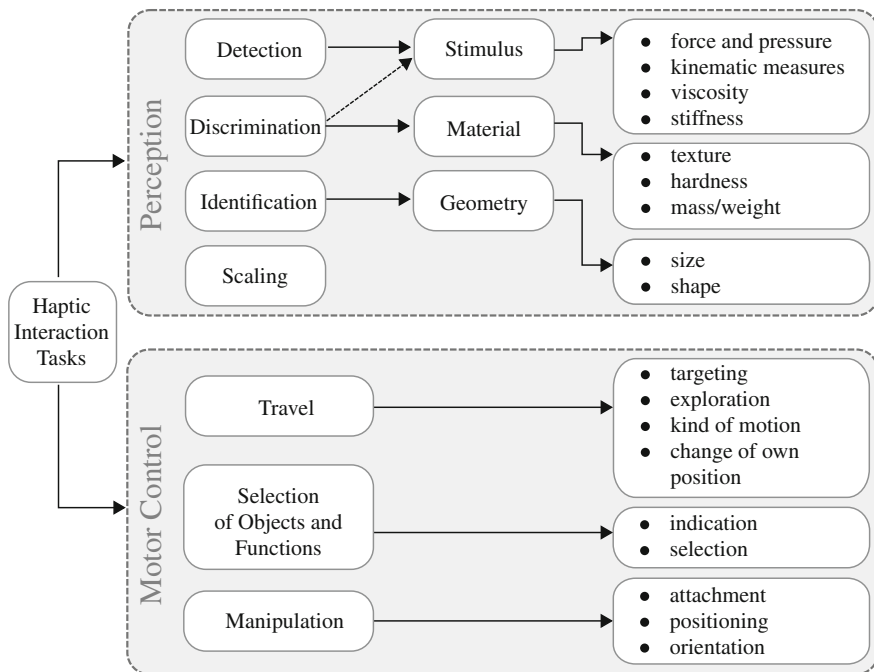 Haptic
Interaction
Tasks
Perception
Detection
Discrimination
Identification
Scaling
Stimulus
Material
Geometry
● force and pressure
● kinematic measures
● viscosity
● stiffness
● texture
● hardness
● mass/weight
● size
● shape
Motor Control
Travel
Selection
of Objects and
Functions
Manipulation
● targeting
● exploration
● kind of motion
● change of own
position
● indication
● selection
● attachment
● positioning
● orientation